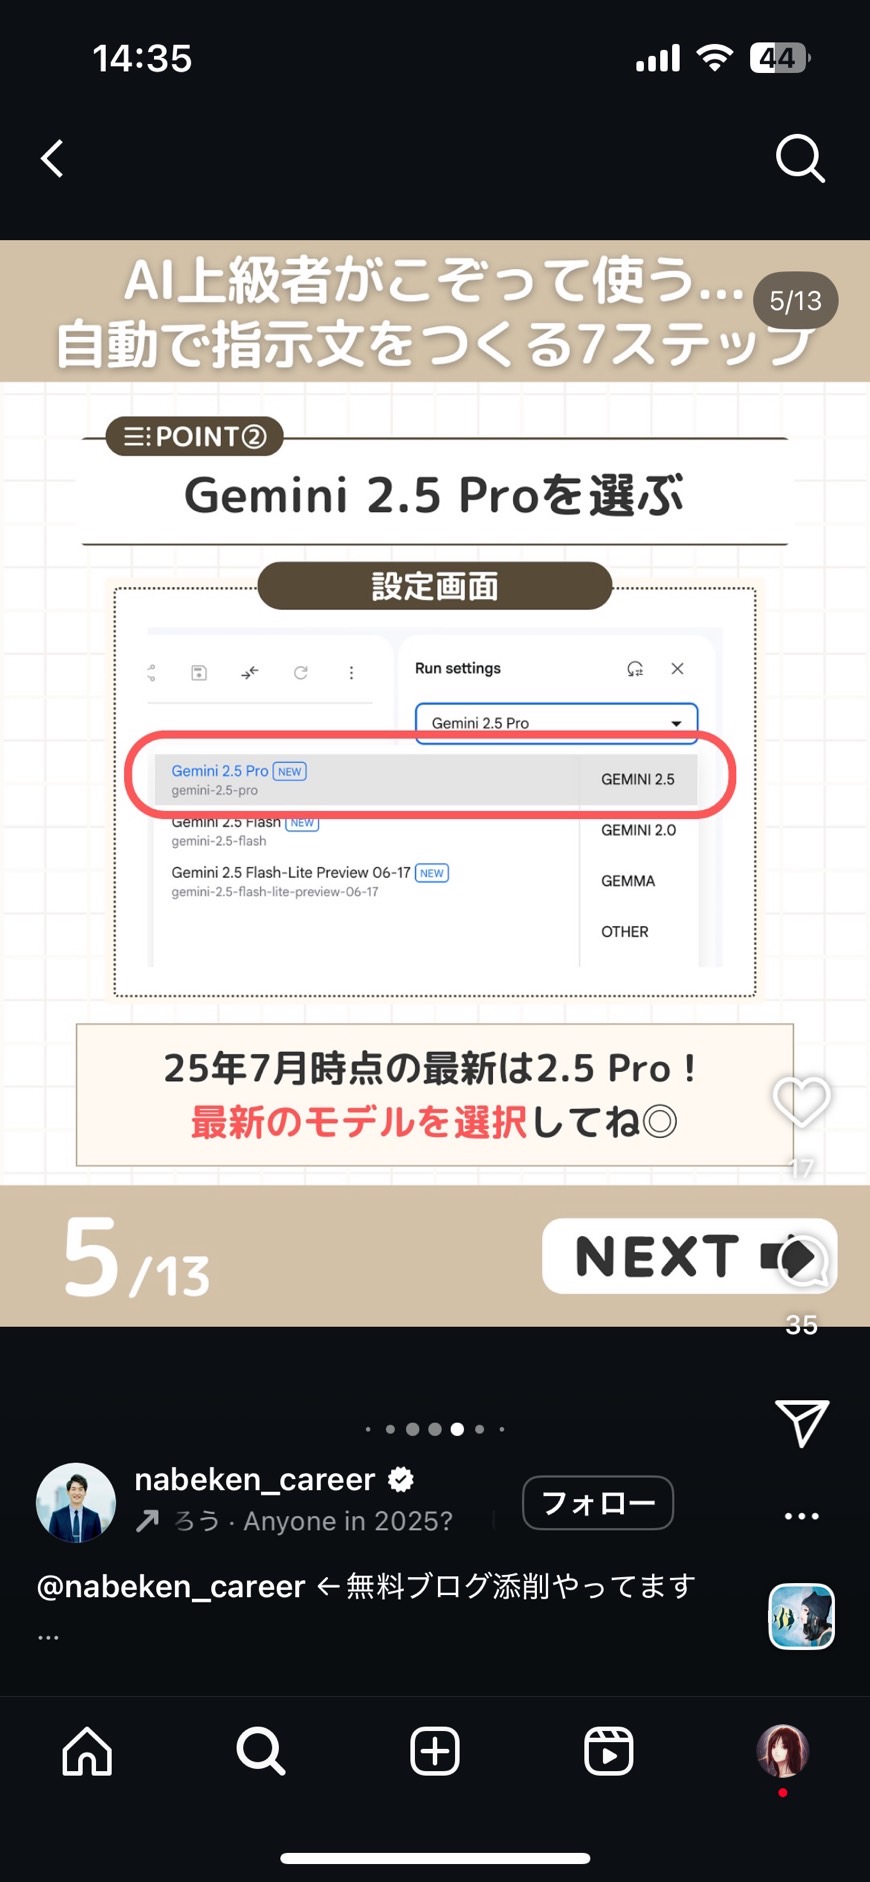 14:35
44
AI上級者がこぞって使う...
5/13
自動で指示文をつくる7ステップ
POINT②
Gemini 2.5 Proを選ぶ
設定画面
Run settings
Gemini 2.5 Pro
Gemini 2.5 Pro NEW
gemini-2.5-pro
GEMINI 2.5
Gemini 2.5 Flash NEW
gemini-2.5-flash
GEMINI 2.0
Gemini 2.5 Flash-Lite Preview 06-17 NEW
gemini-2.5-flash-lite-preview-06-17
GEMMA
OTHER
25年7月時点の最新は2.5 Pro！
最新のモデルを選択してね◎
17
5/13
NEXT
35
nabeken_career
ろう · Anyone in 2025?
フォロー
@nabeken_career ←無料ブログ添削やってます
...